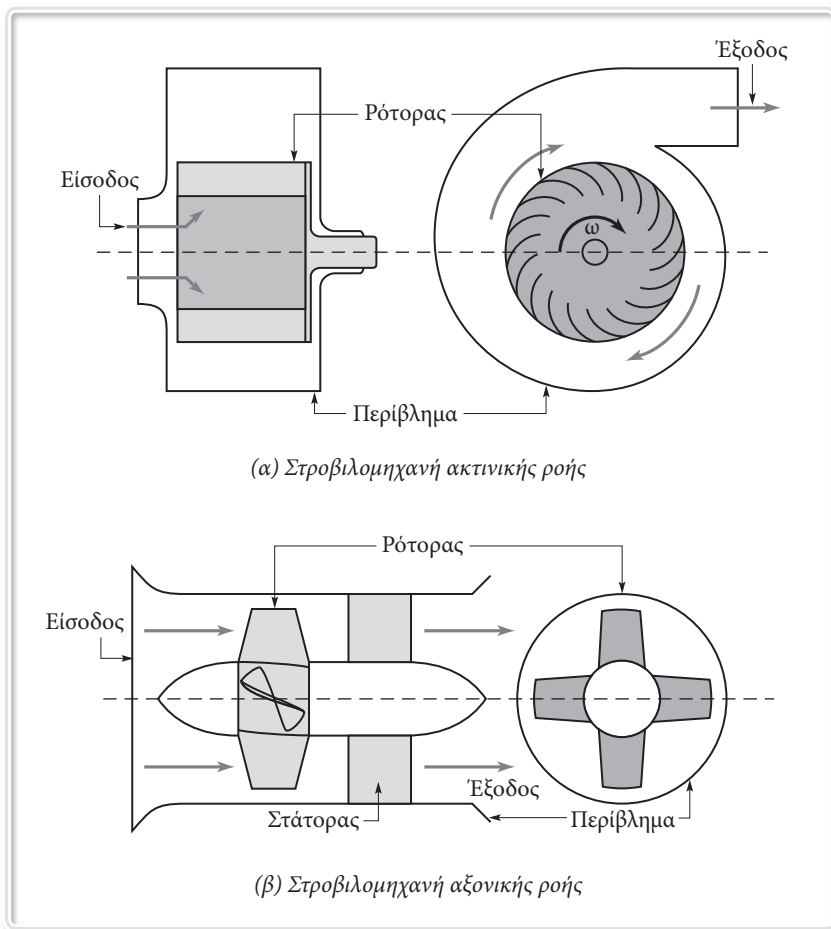 Έξοδος
Ρότορας
Είσοδος
ω
Περίβλημα
(α) Στροβιλομηχανή ακτινικής ροής
Ρότορας
Είσοδος
Έξοδος
Στάτορας
Περίβλημα
(β) Στροβιλομηχανή αξονικής ροής